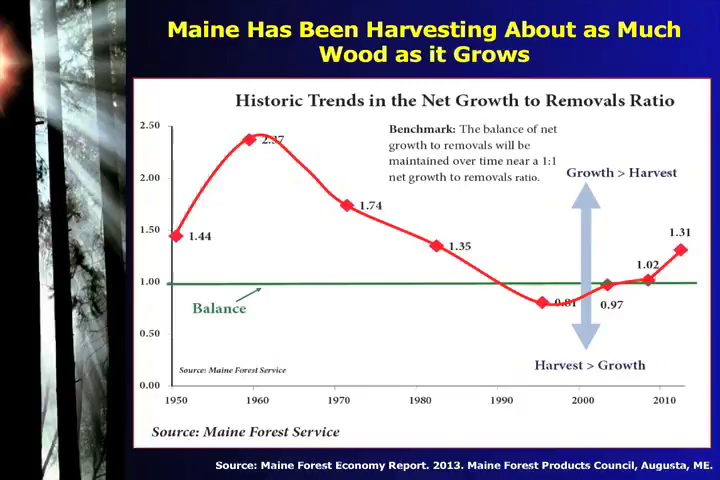 Maine Has Been Harvesting About as Much
Wood as it Grows
Historic Trends in the Net Growth to Removals Ratio
2.50
2.00
1.50
1.00
0.50
0.00
1950
1960
1970
1980
1990
2000
2010
Benchmark: The balance of net
growth to removals will be
maintained over time near a 1:1
net growth to removals ratio.
Growth > Harvest
1.44
2.37
1.74
1.35
0.81
0.97
1.02
1.31
Balance
Harvest > Growth
Source: Maine Forest Service
Source: Maine Forest Service
Source: Maine Forest Economy Report. 2013. Maine Forest Products Council, Augusta, ME.